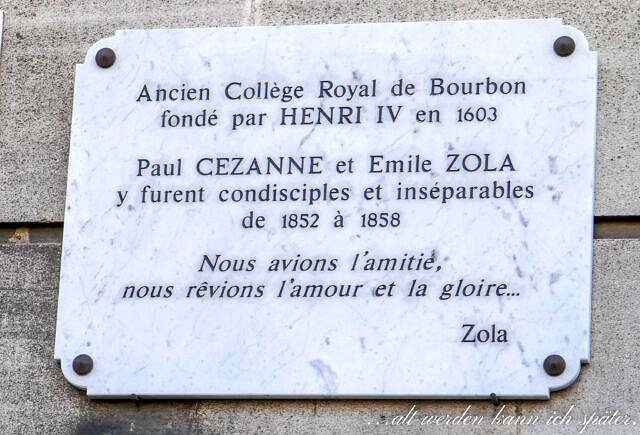 Ancien Collège Royal de Bourbon
fondé par HENRI IV en 1603
Paul CEZANNE et Emile ZOLA
y furent condisciples et inséparables
de 1852 à 1858
Nous avions l'amitié,
nous rêvions l'amour et la gloire...
Zola
...alt werden kann ich später.